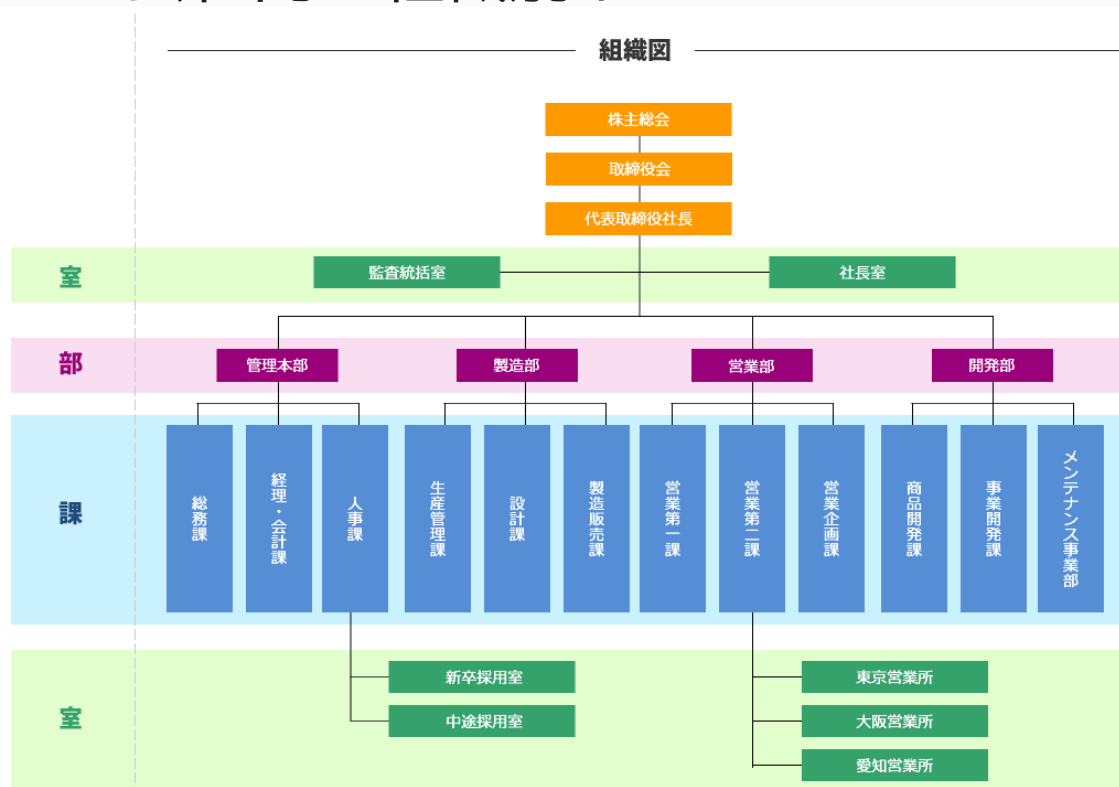 組織図
株主総会
取締役会
代表取締役社長
室
監査統括室
社長室
部
管理本部
製造部
営業部
開発部
課
総務課
経理・会計課
人事課
生産管理課
設計課
製造販売課
営業第一課
営業第二課
営業企画課
商品開発課
事業開発課
メンテナンス事業部
室
新卒採用室
中途採用室
東京営業所
大阪営業所
愛知営業所